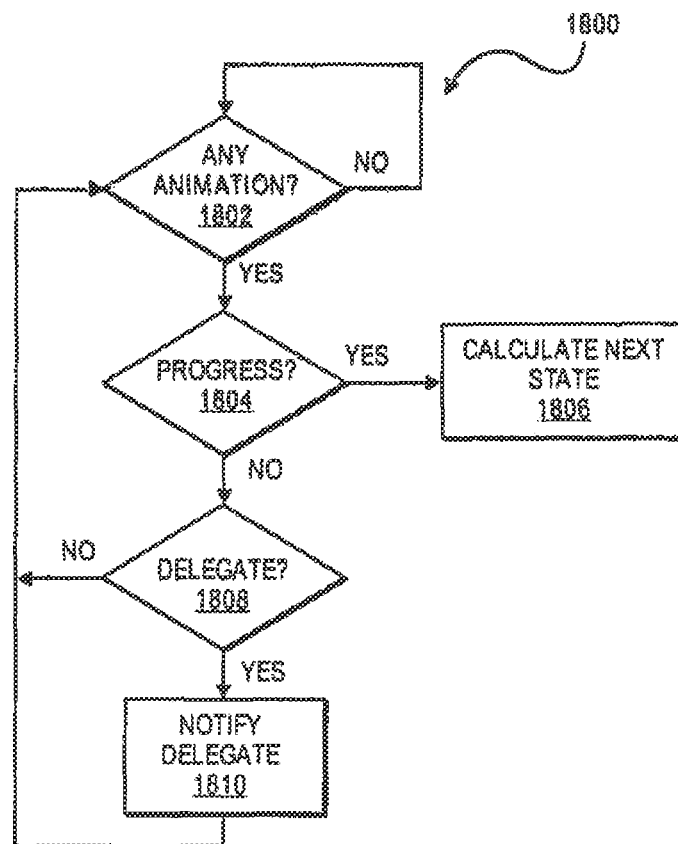 1800
ANY
ANIMATION?
1802
NO
YES
PROGRESS?
1804
YES
CALCULATE NEXT
STATE
1806
NO
NO
DELEGATE?
1808
YES
NOTIFY
DELEGATE
1810